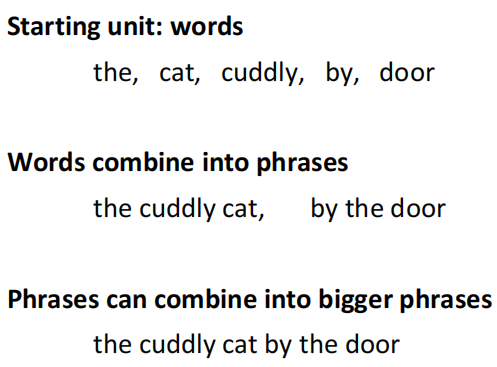 Starting unit: words
the, cat, cuddly, by, door
Words combine into phrases
the cuddly cat, by the door
Phrases can combine into bigger phrases
the cuddly cat by the door